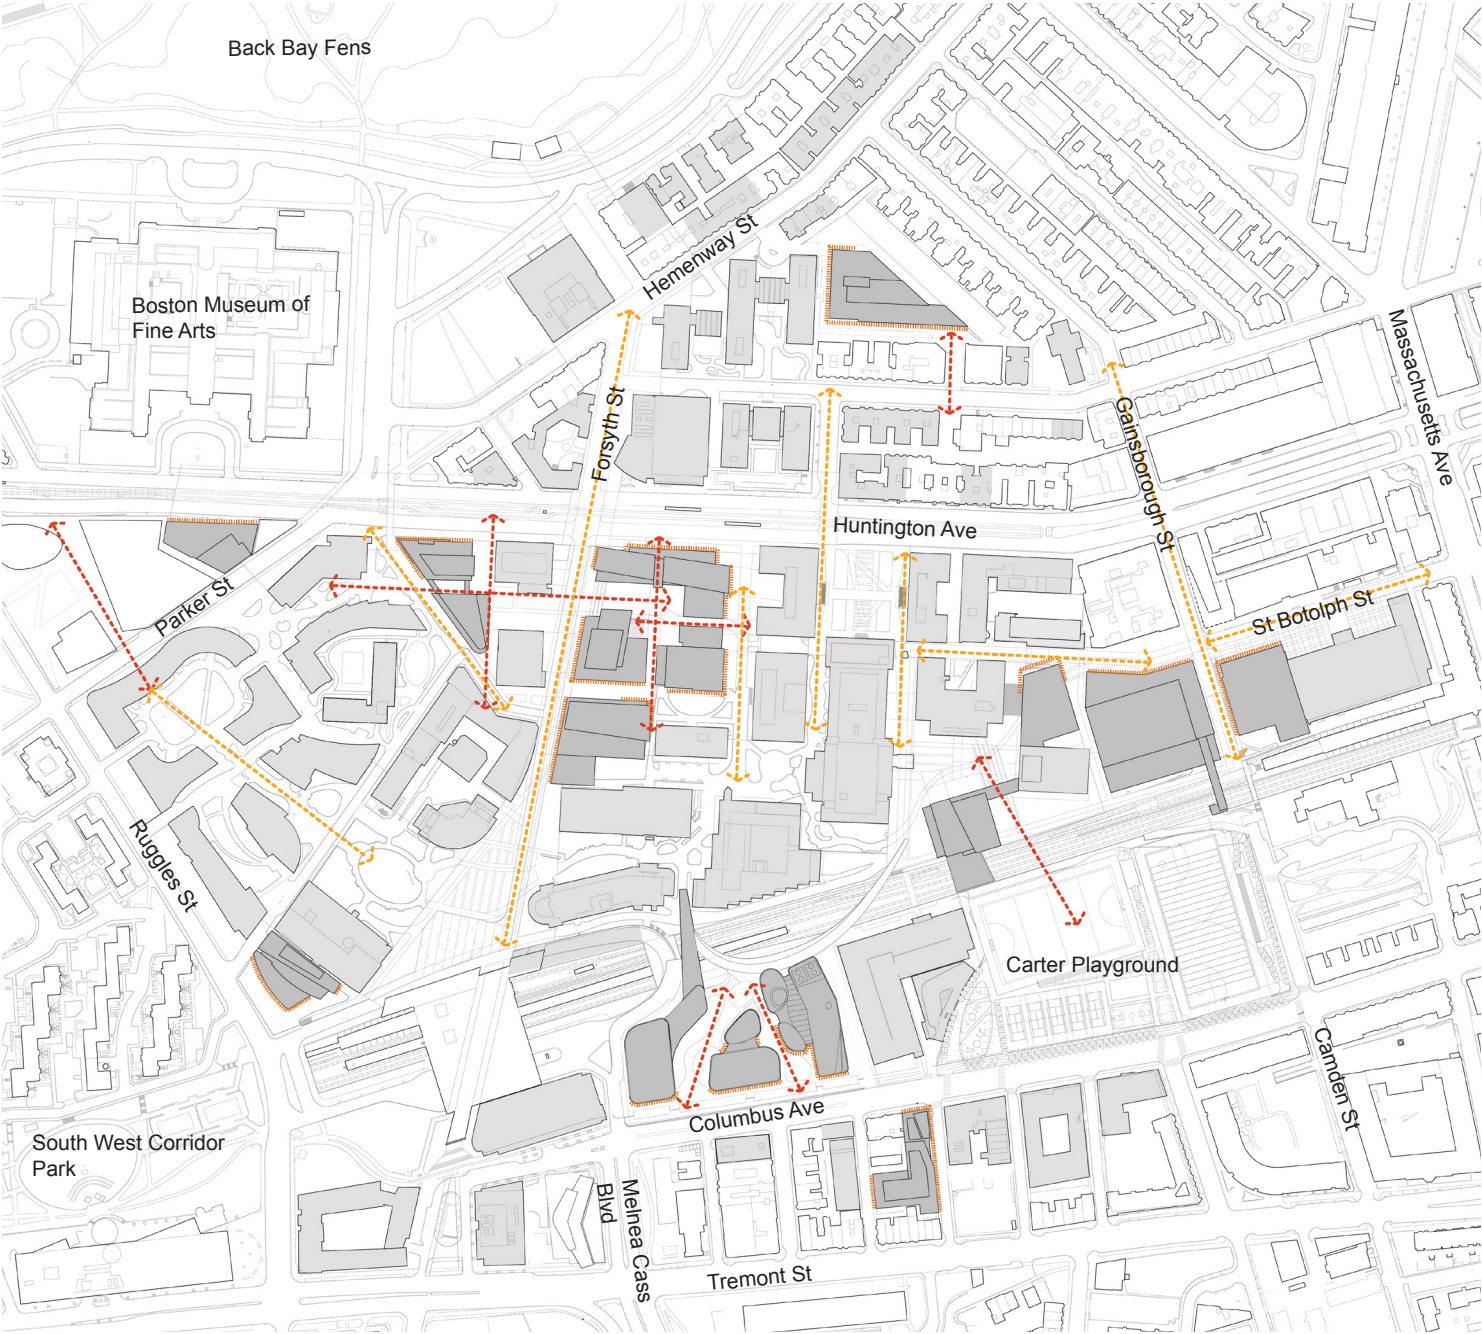 Back Bay Fens
Hemenway St
Boston Museum of
Fine Arts
Massachusetts Ave
Forsyth St
Gainsborough St
Huntington Ave
Parker St
St Botolph St
Ruggles St
Carter Playground
Camden St
Columbus Ave
South West Corridor
Park
Melnea Cass
Blvd
Tremont St